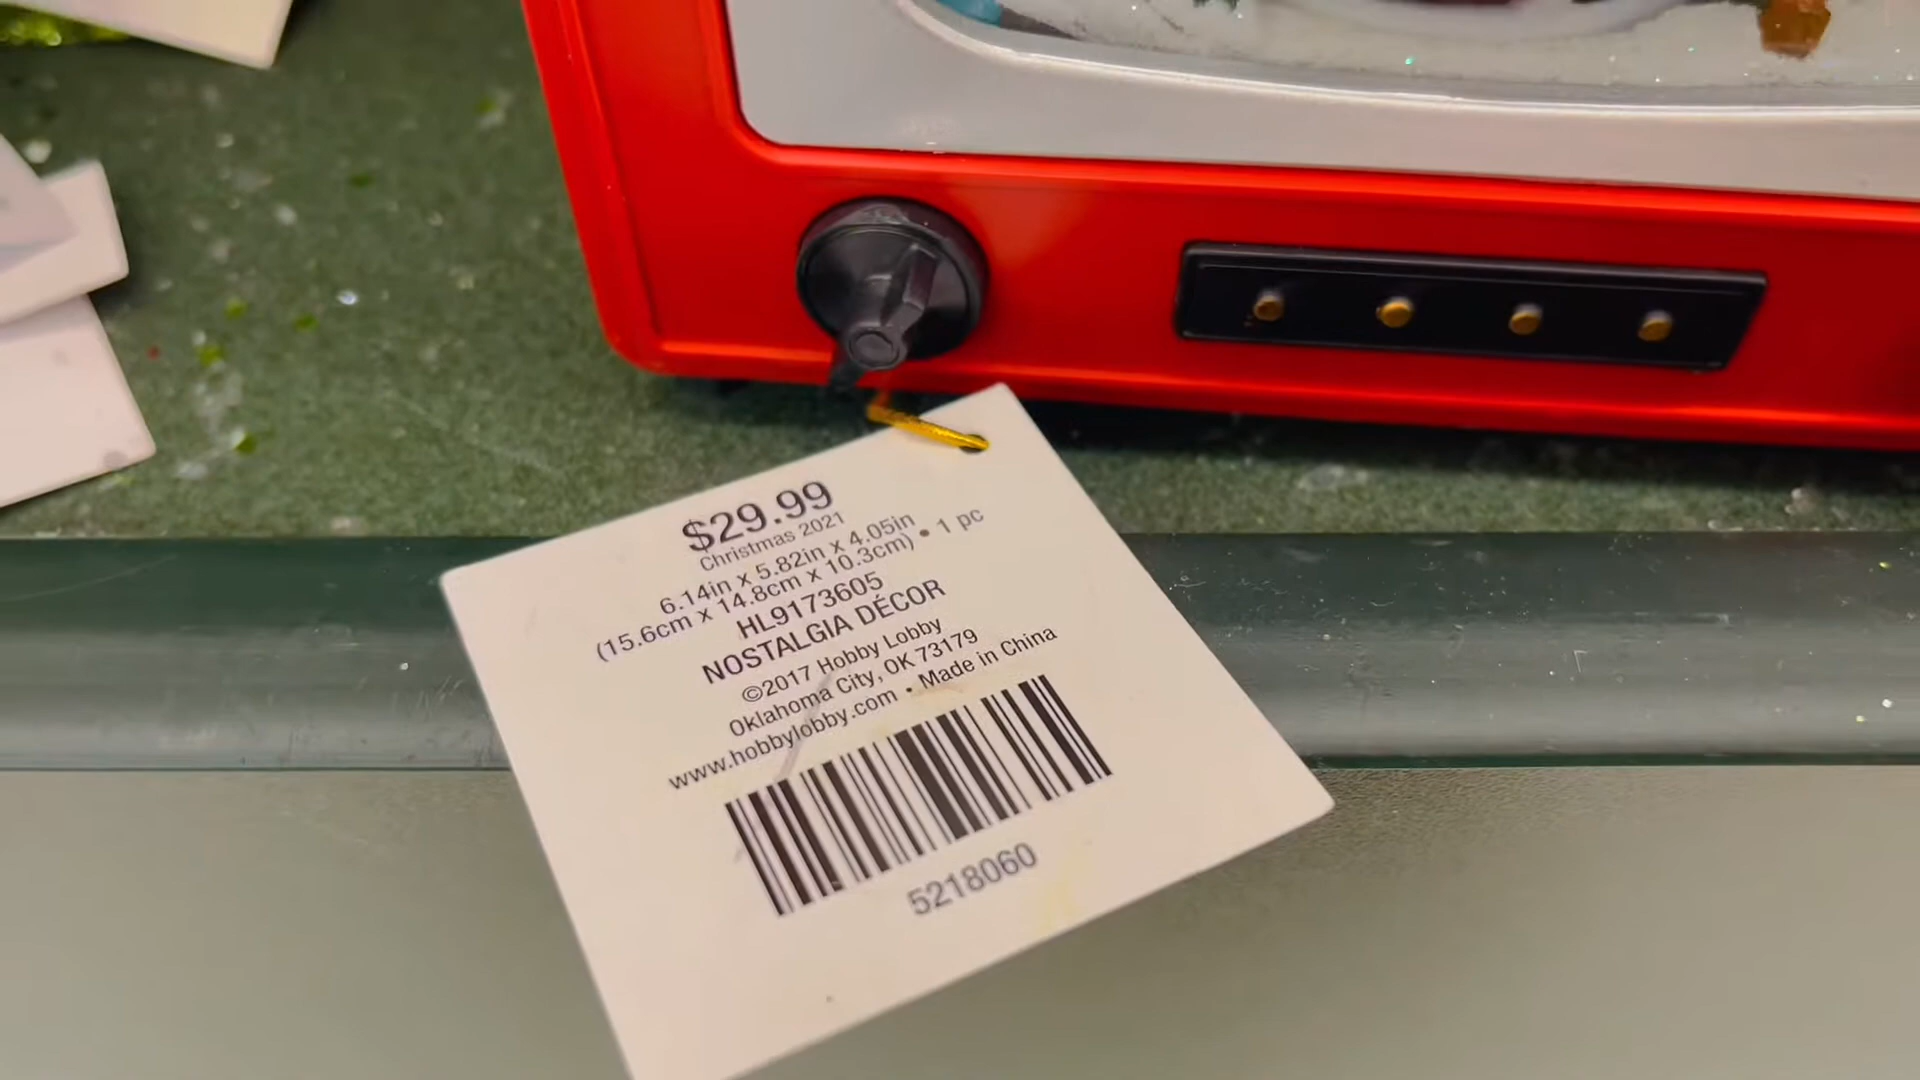 $29.99
Christmas 2021
6.14in x 5.82in x 4.05in
(15.6cm x 14.8cm x 10.3cm) • 1 pc
HL9173605
NOSTALGIA DÉCOR
©2017 Hobby Lobby
Oklahoma City, OK 73179
www.hobbylobby.com • Made in China
5218060